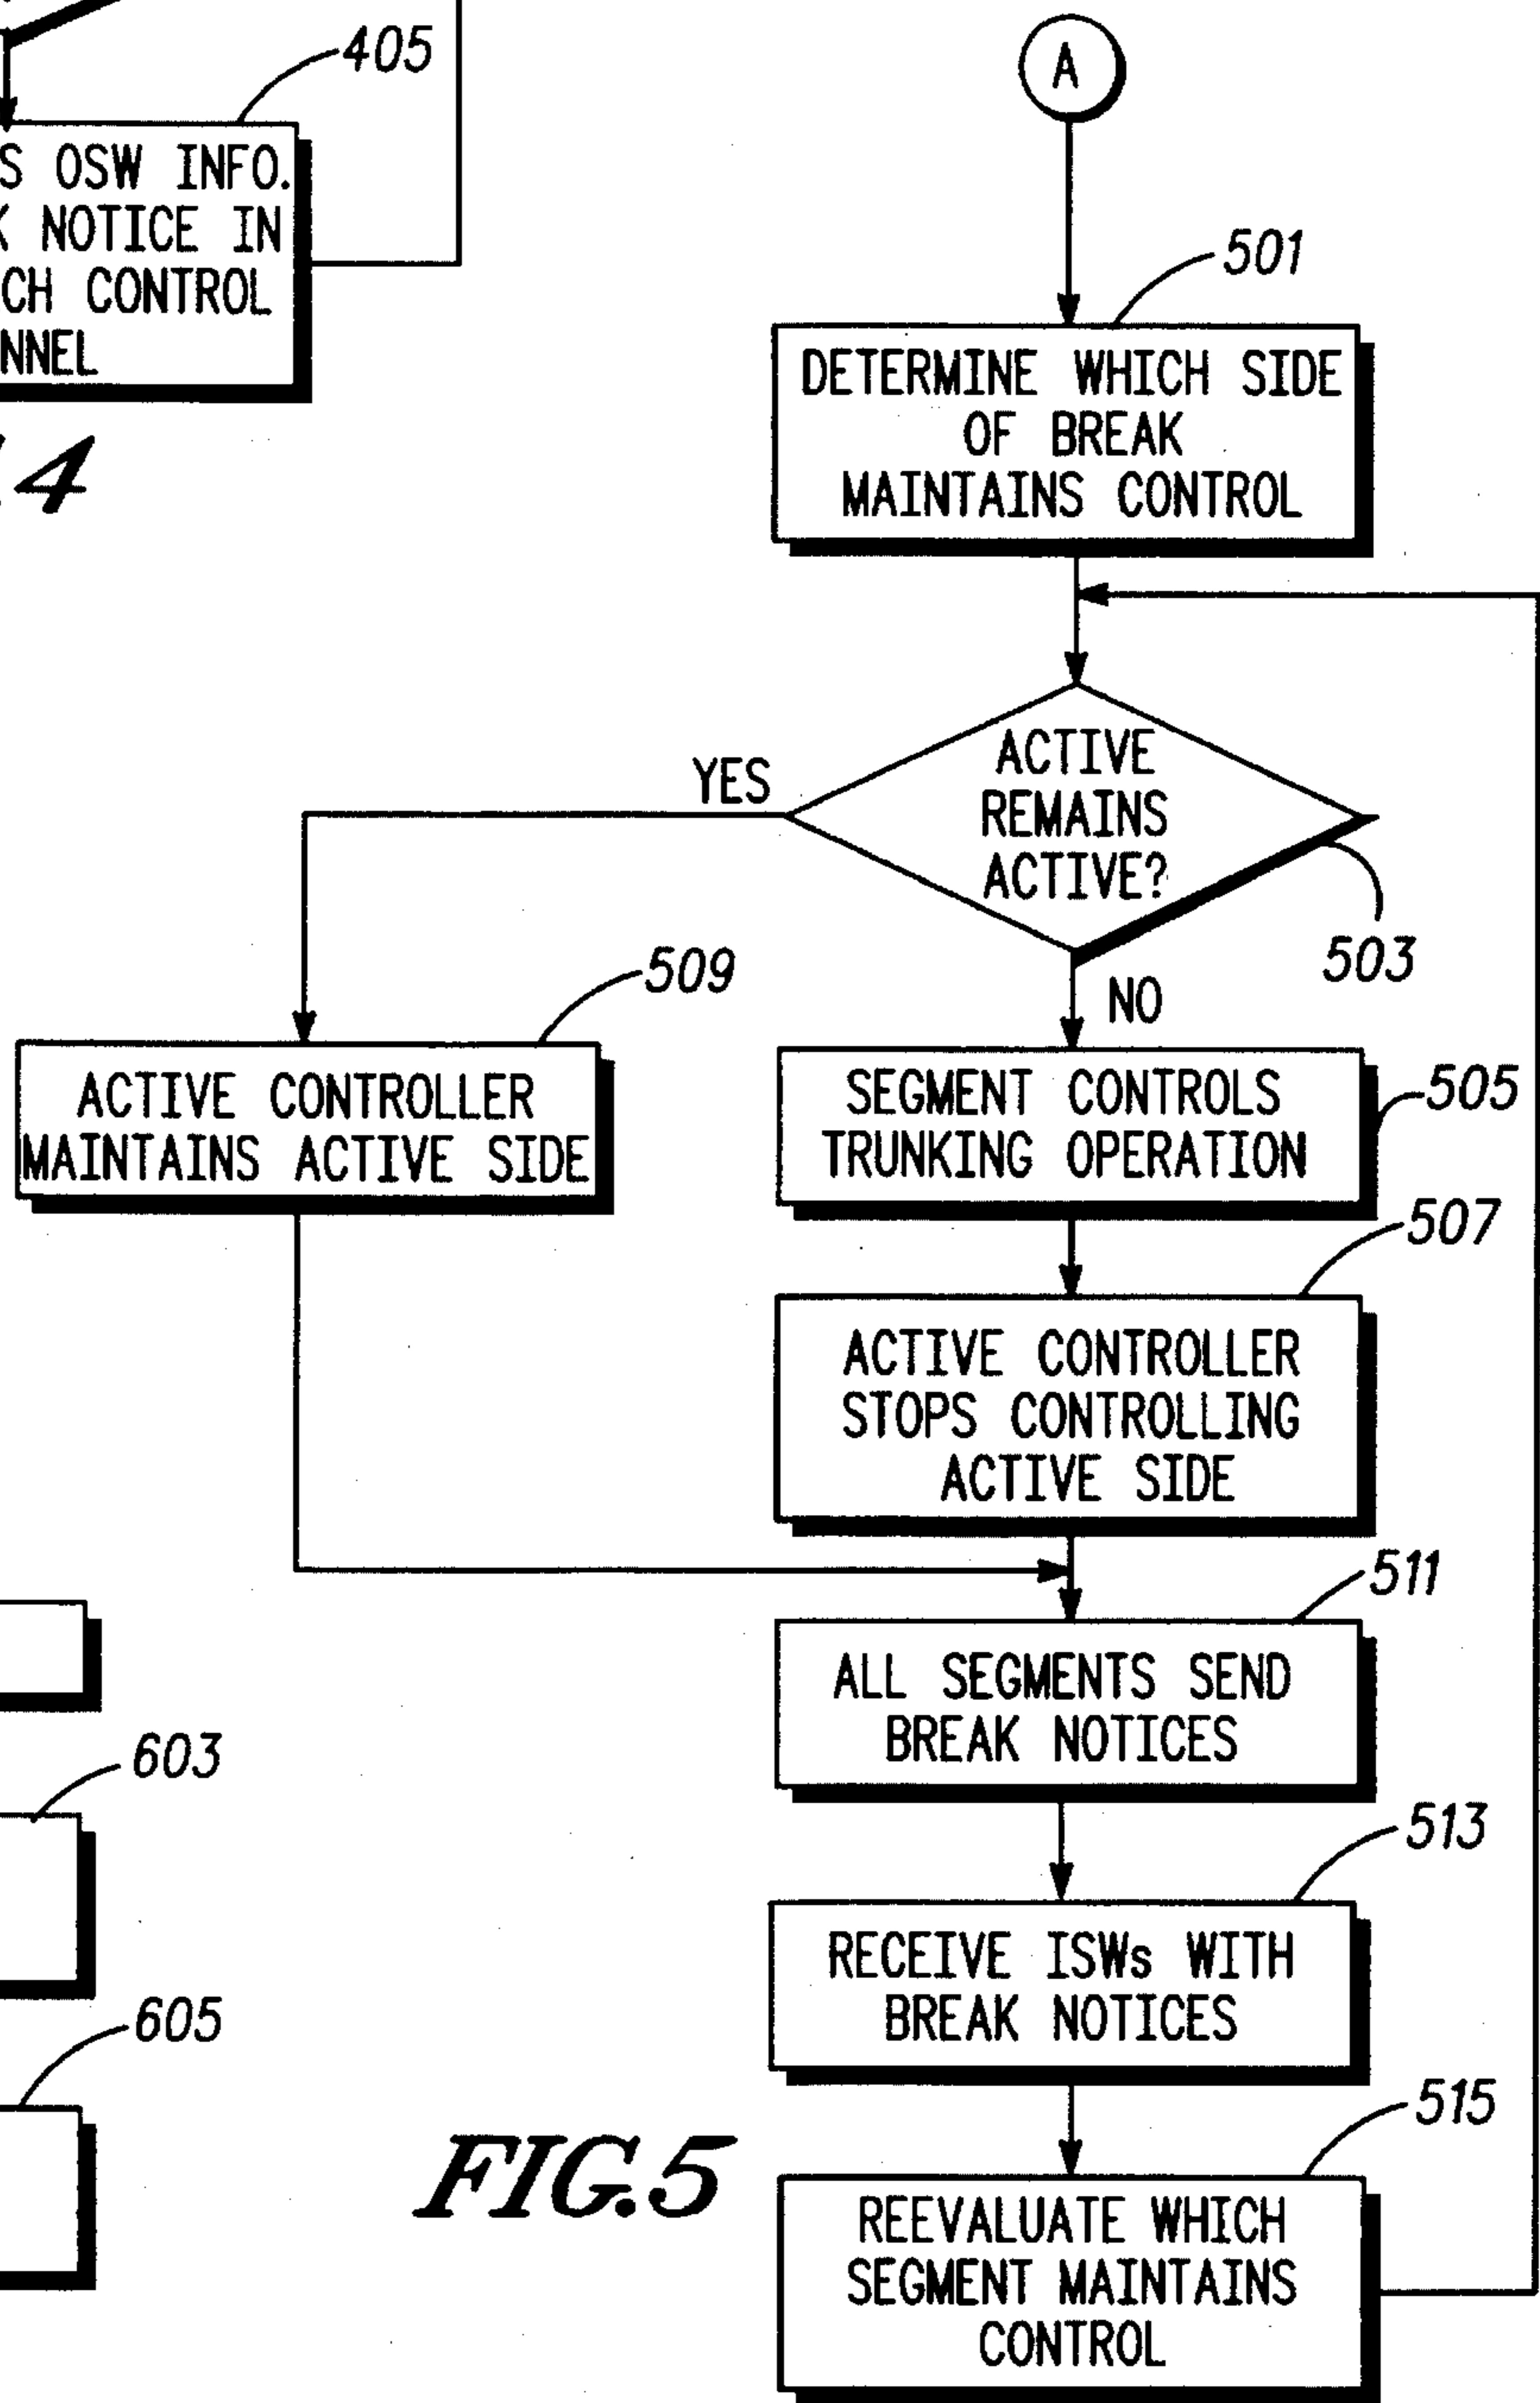 405
S OSW INFO.
K NOTICE IN
CH CONTROL
NNEL
4
A
501
DETERMINE WHICH SIDE
OF BREAK
MAINTAINS CONTROL
ACTIVE
REMAINS
ACTIVE?
YES
503
NO
509
ACTIVE CONTROLLER
MAINTAINS ACTIVE SIDE
SEGMENT CONTROLS
TRUNKING OPERATION
505
507
ACTIVE CONTROLLER
STOPS CONTROLLING
ACTIVE SIDE
511
ALL SEGMENTS SEND
BREAK NOTICES
603
513
RECEIVE ISWs WITH
BREAK NOTICES
605
515
REEVALUATE WHICH
SEGMENT MAINTAINS
CONTROL
FIG.5